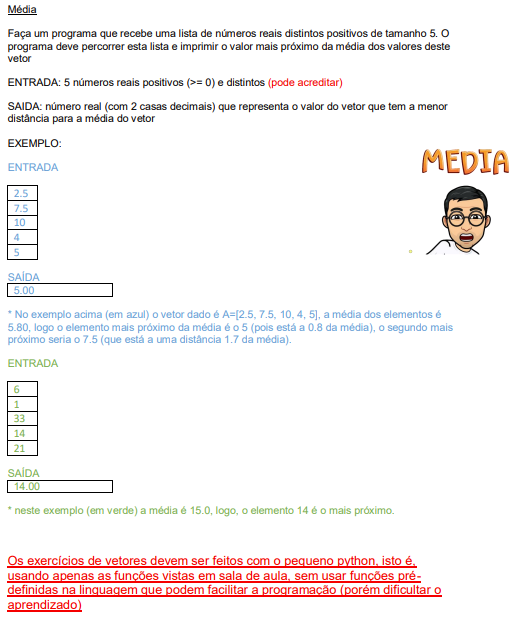 Média
Faça um programa que recebe uma lista de números reais distintos positivos de tamanho 5. O
programa deve percorrer esta lista e imprimir o valor mais próximo da média dos valores deste
vetor
ENTRADA: 5 números reais positivos (>= 0) e distintos (pode acreditar)
SAIDA: número real (com 2 casas decimais) que representa o valor do vetor que tem a menor
distância para a média do vetor
EXEMPLO:
MEDIA
ENTRADA
2.5
7.5
10
4
5
SAÍDA
5.00
* No exemplo acima (em azul) o vetor dado é A=[2.5, 7.5, 10, 4, 5], a média dos elementos é
5.80, logo o elemento mais próximo da média é o 5 (pois está a 0.8 da média), o segundo mais
próximo seria o 7.5 (que está a uma distância 1.7 da média).
ENTRADA
6
1
33
14
21
SAÍDA
14.00
* neste exemplo (em verde) a média é 15.0, logo, o elemento 14 é o mais próximo.
Os exercícios de vetores devem ser feitos com o pequeno python, isto é,
usando apenas as funções vistas em sala de aula, sem usar funções pré-
definidas na linguagem que podem facilitar a programação (porém dificultar o
aprendizado)